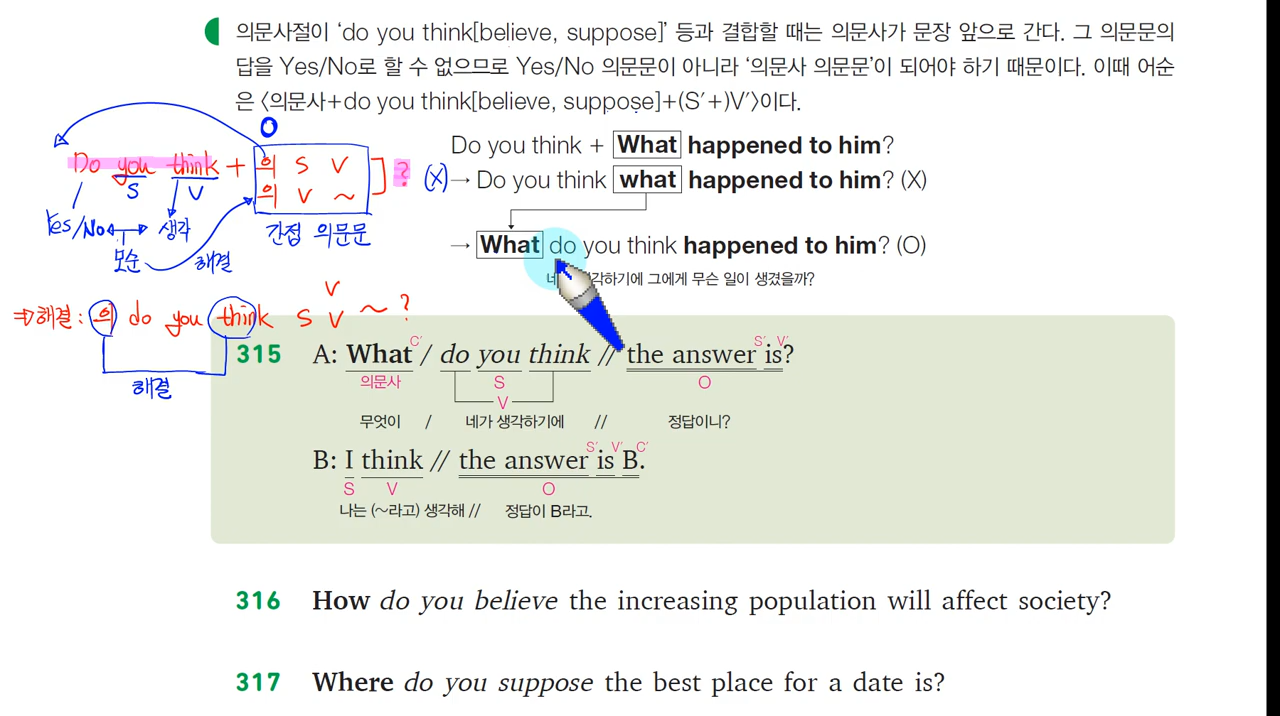 의문사절이 ‘do you think[believe, suppose]’ 등과 결합할 때는 의문사가 문장 앞으로 간다. 그 의문문의
답을 Yes/No로 할 수 없으므로 Yes/No 의문문이 아니라 ‘의문사 의문문’이 되어야 하기 때문이다. 이때 어순
은 〈의문사+do you think[believe, suppose]+(S′+)V′〉이다.
O
Do you think + 의 S V ?
의 V ~
S V
Yes/No 생각 간접 의문문
모순 해결
⇒해결: 의 do you think S V ~ ?
V
해결
Do you think + What happened to him?
(X) → Do you think what happened to him? (X)
→ What do you think happened to him? (O)
각하기에 그에게 무슨 일이 생겼을까?
315 A: What / do you think // the answer is?
C′ S′ V′
의문사 S O
V
무엇이 / 네가 생각하기에 // 정답이니?
B: I think // the answer is B.
S′ V′ C′
S V O
나는 (~라고) 생각해 // 정답이 B라고.
316 How do you believe the increasing population will affect society?
317 Where do you suppose the best place for a date is?